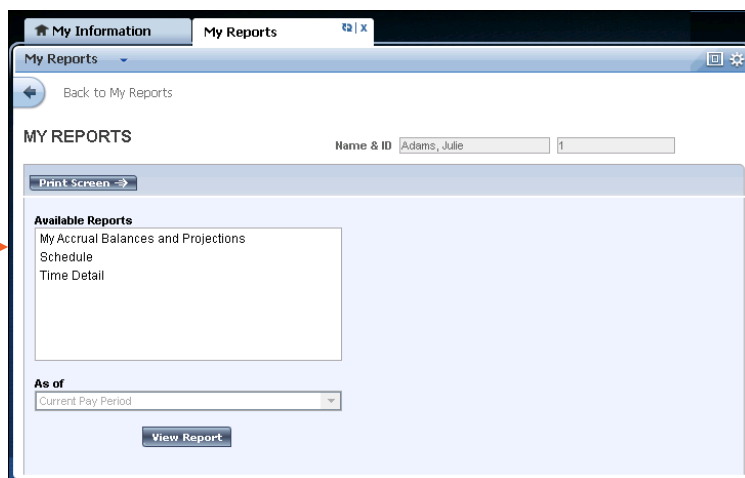 My Information
My Reports
x
My Reports
Back to My Reports
MY REPORTS
Name & ID Adams, Julie 1
Print Screen
Available Reports
My Accrual Balances and Projections
Schedule
Time Detail
As of
Current Pay Period
View Report